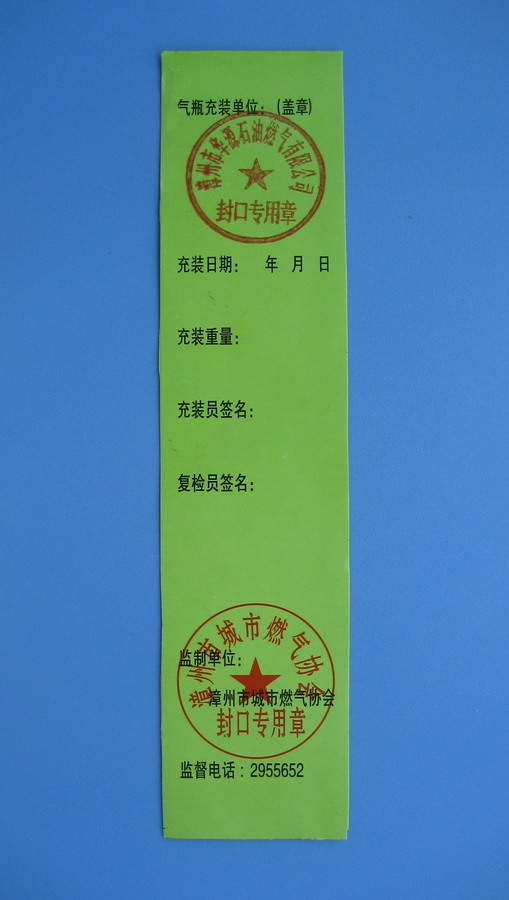 气瓶充装单位：(盖章)
漳州市华源石油燃气有限公司
封口专用章
充装日期： 年 月 日
充装重量：
充装员签名：
复检员签名：
漳州市城市燃气协会
监制单位：
漳州市城市燃气协会
封口专用章
监督电话：2955652